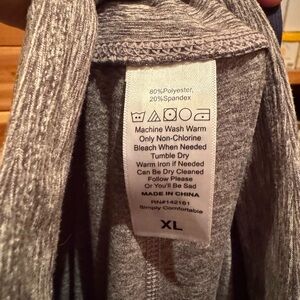 80%Polyester,
20%Spandex
Machine Wash Warm
Only Non-Chlorine
Bleach When Needed
Tumble Dry
Warm Iron if Needed
Can Be Dry Cleaned
Follow Please
Or You'll Be Sad
MADE IN CHINA
RN#142161
Simply Comfortable
XL